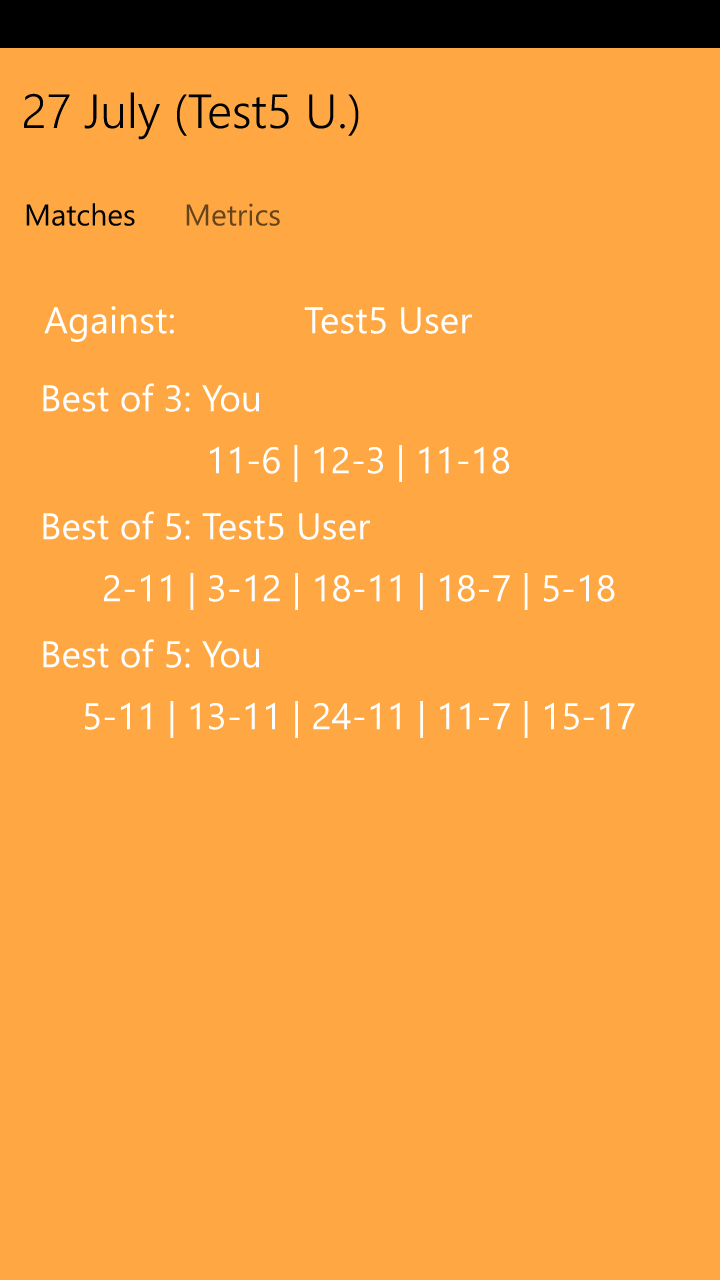 27 July (Test5 U.)
Matches Metrics
Against: Test5 User
Best of 3: You
11-6 | 12-3 | 11-18
Best of 5: Test5 User
2-11 | 3-12 | 18-11 | 18-7 | 5-18
Best of 5: You
5-11 | 13-11 | 24-11 | 11-7 | 15-17